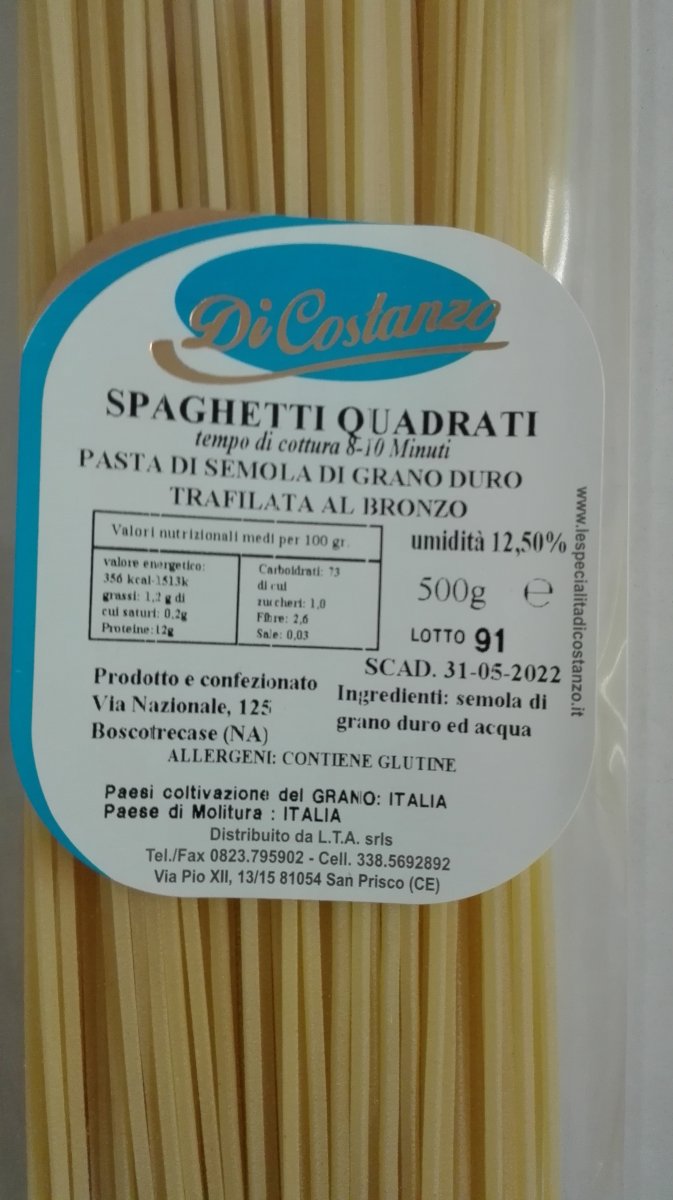 Di Costanzo
SPAGHETTI QUADRATI
tempo di cottura 8-10 Minuti
PASTA DI SEMOLA DI GRANO DURO
TRAFILATA AL BRONZO
Valori nutrizionali medi per 100 gr.
valore energetico:
356 kcal-1513k
grassi: 1,2 g di
cui saturi: 0.2g
Proteine: 12g
Carboidrati: 73
di cui
zuccheri: 1,0
Fibre: 2,6
Sale: 0,03
umidità 12,50%
500g e
LOTTO 91
SCAD. 31-05-2022
Prodotto e confezionato
Via Nazionale, 125
Boscotrecase (NA)
Ingredienti: semola di
grano duro ed acqua
ALLERGENI: CONTIENE GLUTINE
Paesi coltivazione del GRANO: ITALIA
Paese di Molitura : ITALIA
Distribuito da L.T.A. srls
Tel./Fax 0823.795902 - Cell. 338.5692892
Via Pio XII, 13/15 81054 San Prisco (CE)
www.lespecialitadicostanzo.it